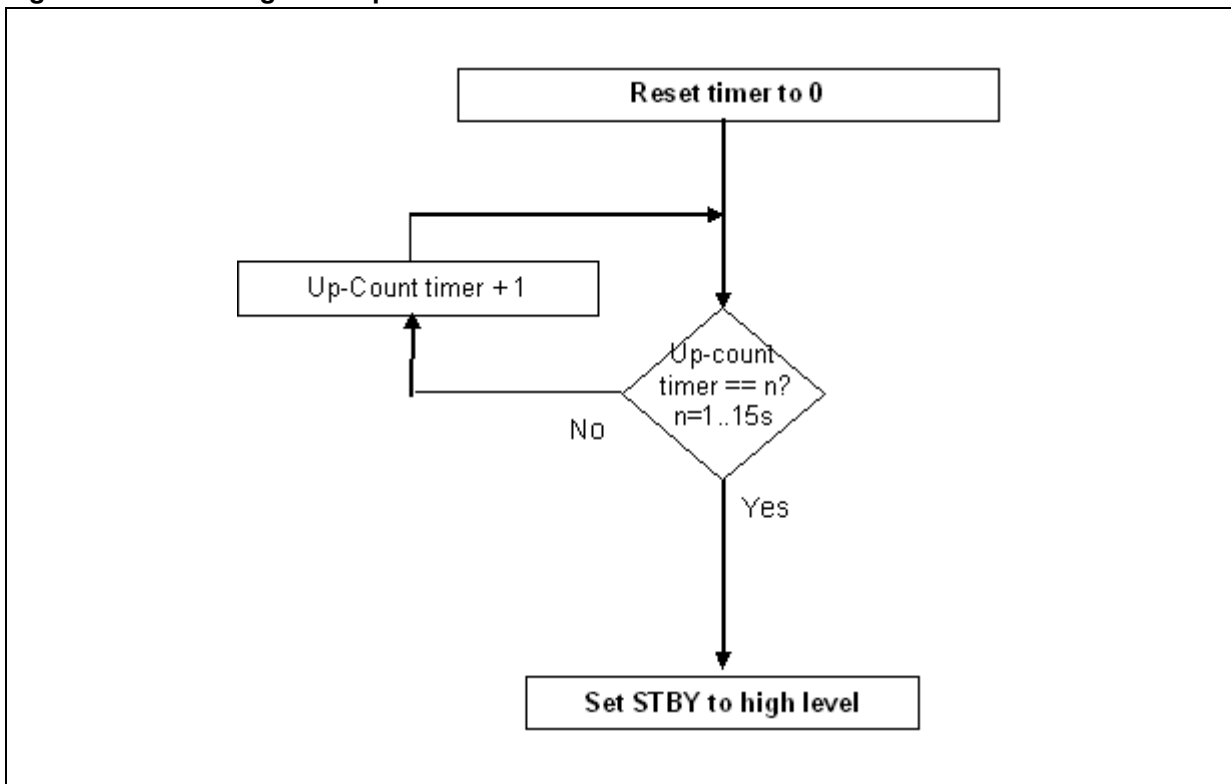 Reset timer to 0
Up-Count timer + 1
Up-count
timer == n?
n=1..15s
No
Yes
Set STBY to high level